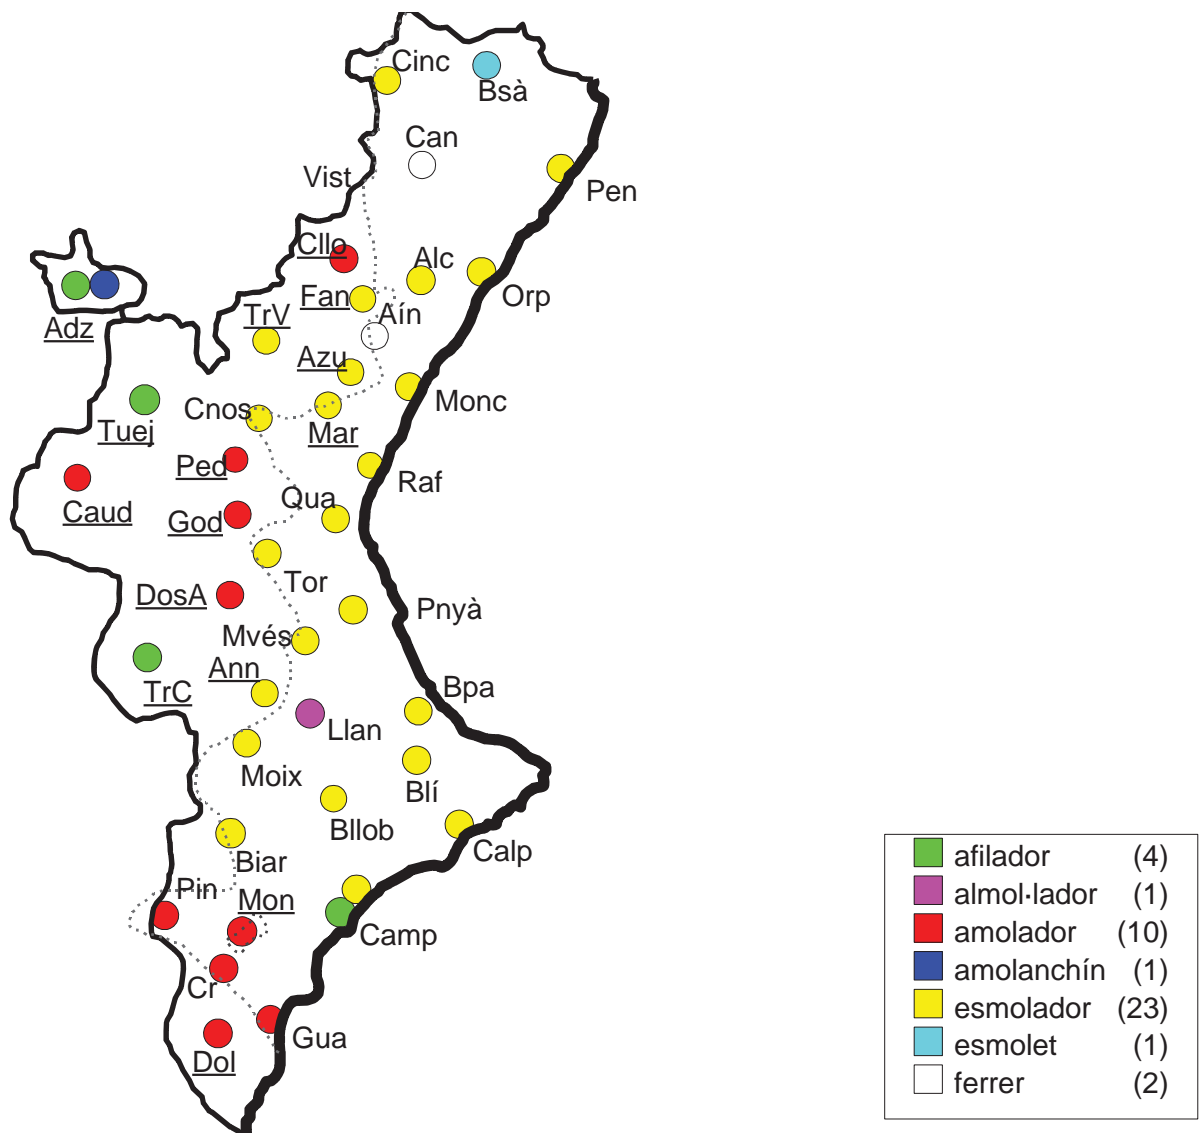 Cinc
Bsà
Can
Vist
Pen
Cllo
Alc
Orp
Fan
Aín
TrV
Adz
Azu
Monc
Cnos
Mar
Tuej
Ped
Raf
Caud
God
Qua
Tor
DosA
Pnyà
Mvés
Ann
TrC
Bpa
Llan
Moix
Blí
Bllob
Calp
Biar
Pin
Mon
Camp
Cr
Gua
Dol
afilador (4)
almol·lador (1)
amolador (10)
amolanchín (1)
esmolador (23)
esmolet (1)
ferrer (2)